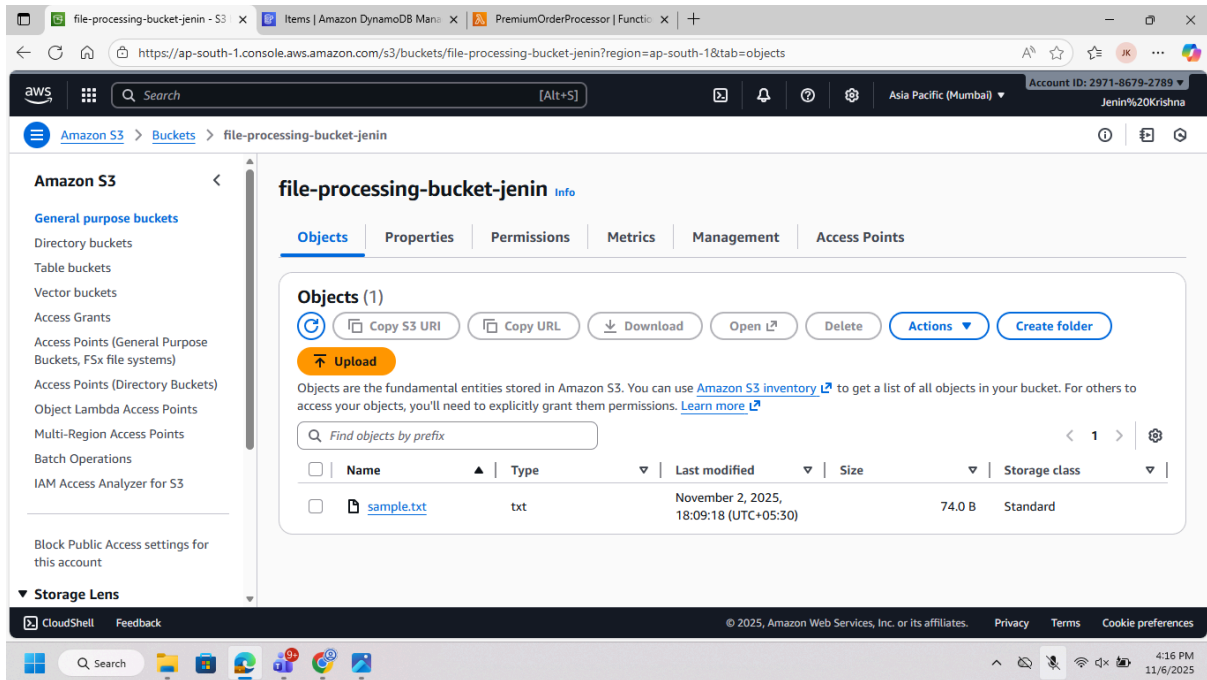 file-processing-bucket-jenin - S3
Items | Amazon DynamoDB Mana
PremiumOrderProcessor | Functio
https://ap-south-1.console.aws.amazon.com/s3/buckets/file-processing-bucket-jenin?region=ap-south-1&tab=objects
JK
aws
Search
[Alt+S]
Asia Pacific (Mumbai)
Account ID: 2971-8679-2789
Jenin%20Krishna
Amazon S3 > Buckets > file-processing-bucket-jenin
Amazon S3
General purpose buckets
Directory buckets
Table buckets
Vector buckets
Access Grants
Access Points (General Purpose
Buckets, FSx file systems)
Access Points (Directory Buckets)
Object Lambda Access Points
Multi-Region Access Points
Batch Operations
IAM Access Analyzer for S3
Block Public Access settings for
this account
Storage Lens
file-processing-bucket-jenin Info
Objects
Properties
Permissions
Metrics
Management
Access Points
Objects (1)
Copy S3 URI
Copy URL
Download
Open
Delete
Actions
Create folder
Upload
Objects are the fundamental entities stored in Amazon S3. You can use Amazon S3 inventory to get a list of all objects in your bucket. For others to
access your objects, you'll need to explicitly grant them permissions. Learn more
Find objects by prefix
1
Name
Type
Last modified
Size
Storage class
sample.txt
txt
November 2, 2025,
18:09:18 (UTC+05:30)
74.0 B
Standard
CloudShell
Feedback
© 2025, Amazon Web Services, Inc. or its affiliates.
Privacy
Terms
Cookie preferences
Search
9+
4:16 PM
11/6/2025